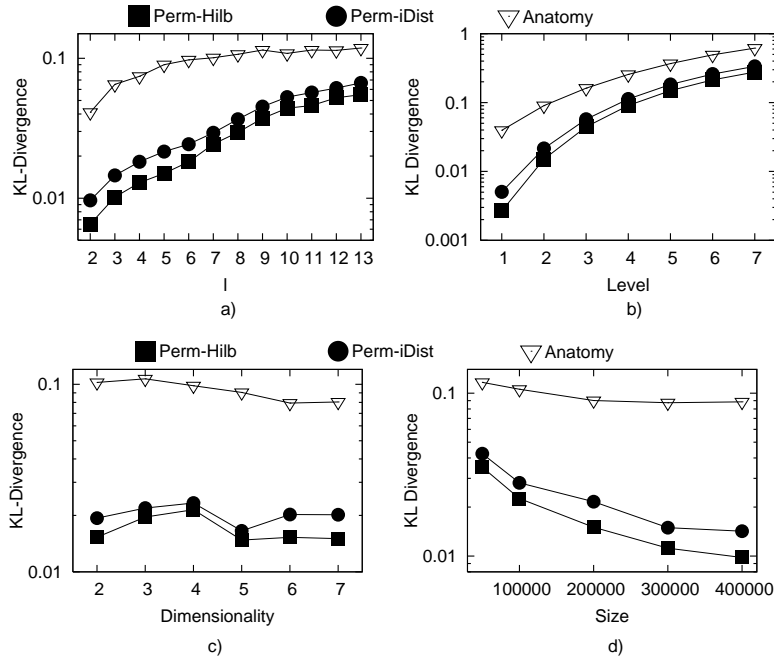 Perm-Hilb Perm-iDist Anatomy
KL-Divergence
0.1
0.01
2 3 4 5 6 7 8 9 10 11 12 13
l
a)
KL Divergence
1
0.1
0.01
0.001
1 2 3 4 5 6 7
Level
b)
Perm-Hilb Perm-iDist Anatomy
KL-Divergence
0.1
0.01
2 3 4 5 6 7
Dimensionality
c)
KL Divergence
0.1
0.01
100000 200000 300000 400000
Size
d)